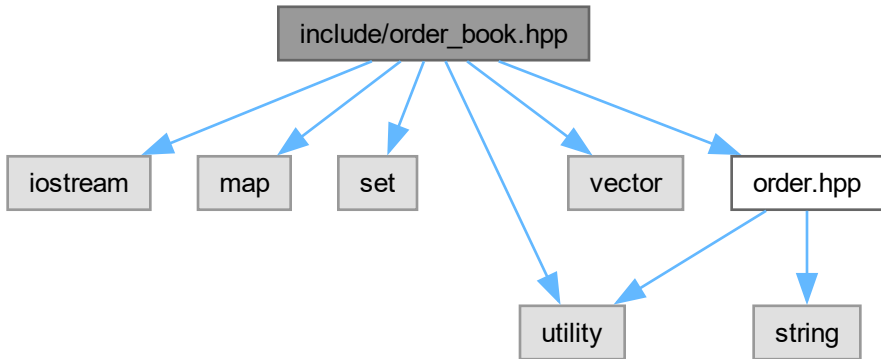 include/order_book.hpp
iostream
map
set
vector
order.hpp
utility
string